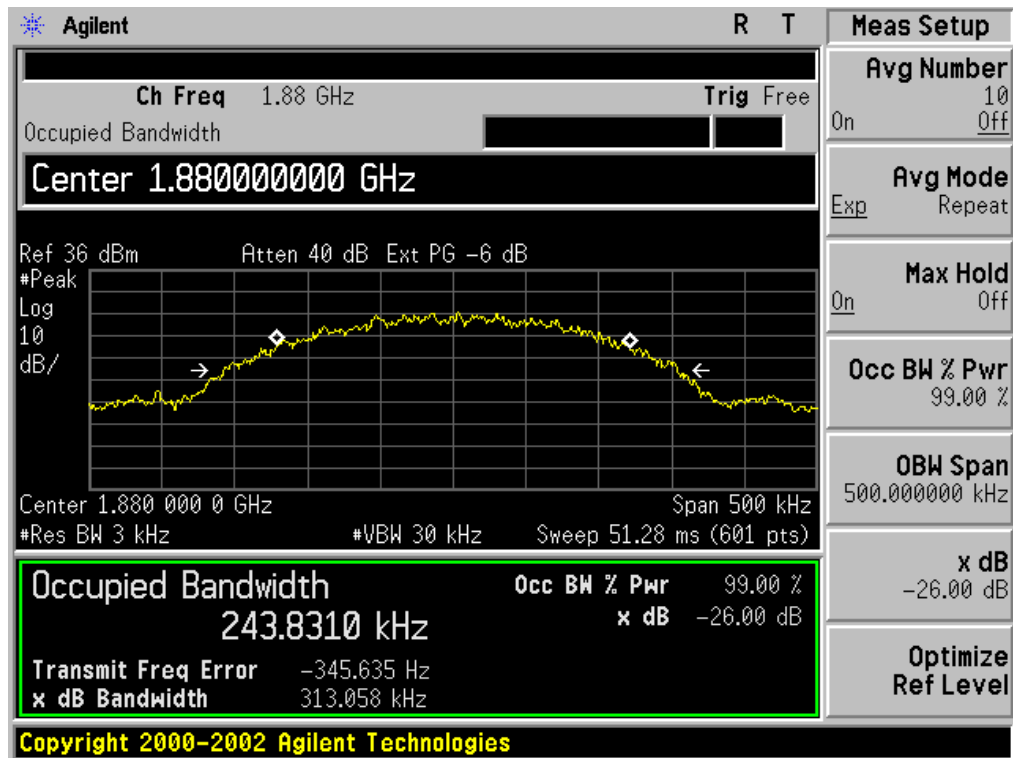 Agilent R T
Ch Freq 1.88 GHz Trig Free
Occupied Bandwidth
Center 1.880000000 GHz
Ref 36 dBm Atten 40 dB Ext PG -6 dB
#Peak
Log
10
dB/
Center 1.880 000 0 GHz Span 500 kHz
#Res BW 3 kHz #VBW 30 kHz Sweep 51.28 ms (601 pts)
Occupied Bandwidth Occ BW % Pwr 99.00 %
243.8310 kHz x dB -26.00 dB
Transmit Freq Error -345.635 Hz
x dB Bandwidth 313.058 kHz
Copyright 2000-2002 Agilent Technologies
Meas Setup
Avg Number
10
On Off
Avg Mode
Exp Repeat
Max Hold
On Off
Occ BW % Pwr
99.00 %
OBW Span
500.000000 kHz
x dB
-26.00 dB
Optimize
Ref Level